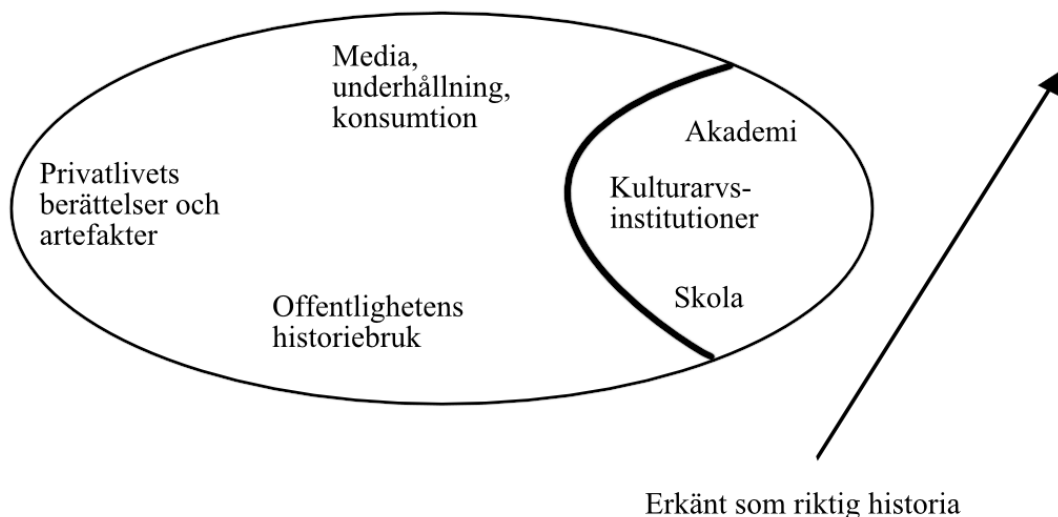 Media,
underhållning,
konsumtion
Akademi
Privatlivets
berättelser och
artefakter
Kulturarvs-
institutioner
Offentlighetens
historiebruk
Skola
Erkänt som riktig historia